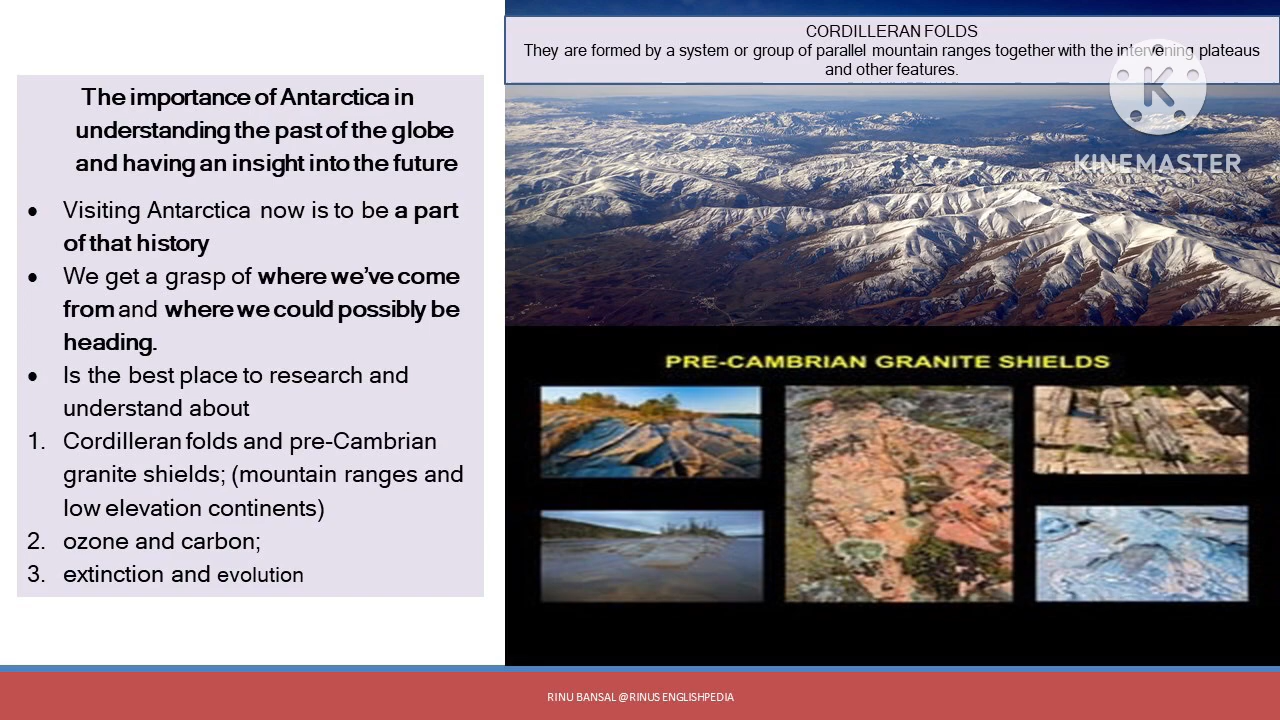 The importance of Antarctica in
understanding the past of the globe
and having an insight into the future
• Visiting Antarctica now is to be a part
of that history
• We get a grasp of where we've come
from and where we could possibly be
heading.
• Is the best place to research and
understand about
1. Cordilleran folds and pre-Cambrian
granite shields; (mountain ranges and
low elevation continents)
2. ozone and carbon;
3. extinction and evolution
CORDILLERAN FOLDS
They are formed by a system or group of parallel mountain ranges together with the intervening plateaus
and other features.
K
KINEMASTER
PRE-CAMBRIAN GRANITE SHIELDS
RINU BANSAL @RINUS ENGLISHPEDIA